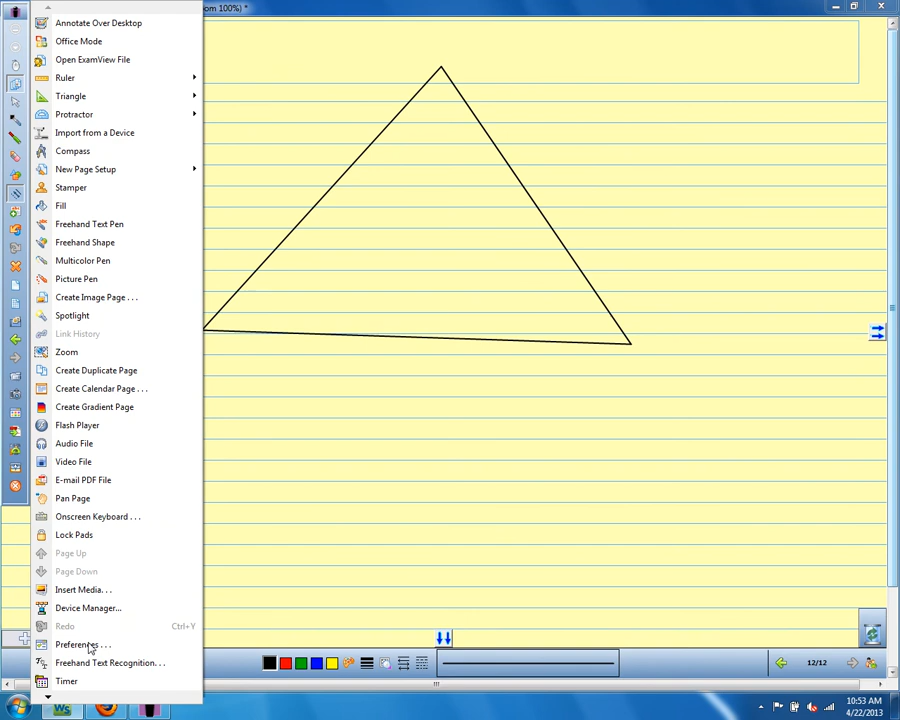 oom 100%) *
Annotate Over Desktop
Office Mode
Open ExamView File
Ruler
Triangle
Protractor
Import from a Device
Compass
New Page Setup
Stamper
Fill
Freehand Text Pen
Freehand Shape
Multicolor Pen
Picture Pen
Create Image Page . . .
Spotlight
Link History
Zoom
Create Duplicate Page
Create Calendar Page . . .
Create Gradient Page
Flash Player
Audio File
Video File
E-mail PDF File
Pan Page
Onscreen Keyboard . . .
Lock Pads
Page Up
Page Down
Insert Media. . .
Device Manager...
Redo Ctrl+Y
Preferences . . .
Freehand Text Recognition. . .
Timer
12/12
10:53 AM
4/22/2013